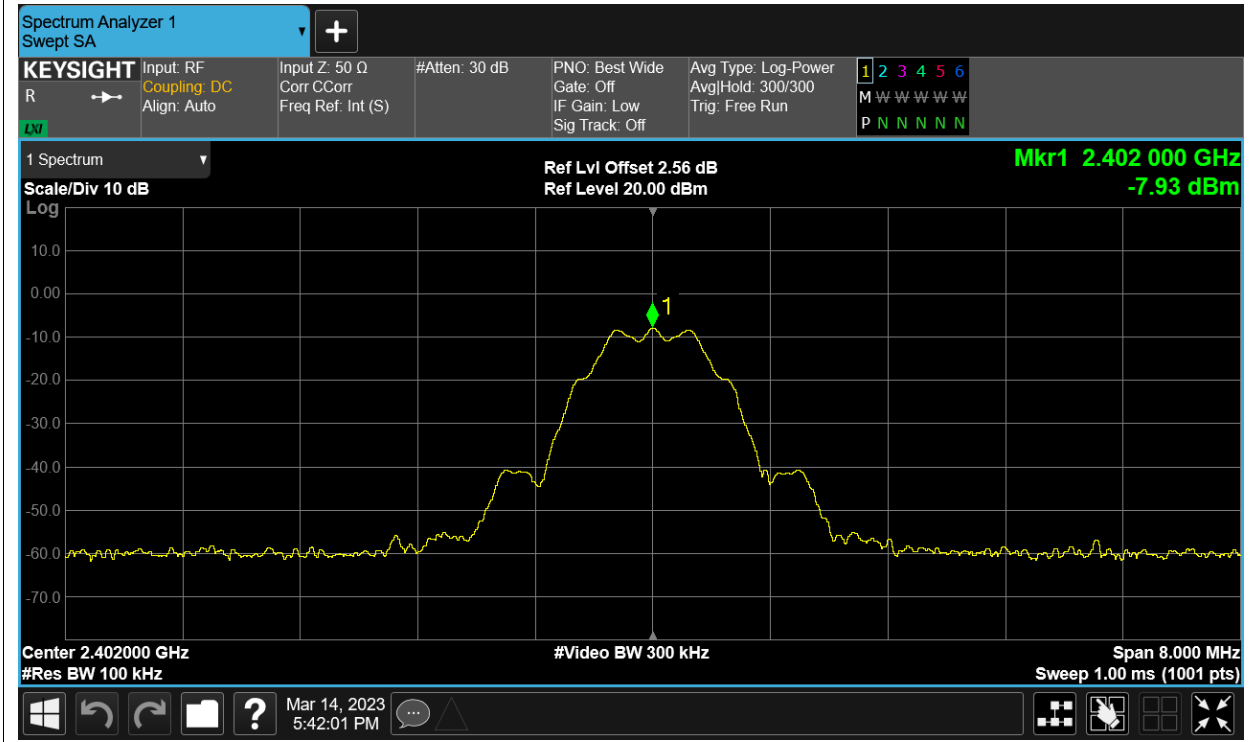 Spectrum Analyzer 1
Swept SA
KEYSIGHT
R
LXI
Input: RF
Coupling: DC
Align: Auto
Input Z: 50 Ω
Corr CCorr
Freq Ref: Int (S)
#Atten: 30 dB
PNO: Best Wide
Gate: Off
IF Gain: Low
Sig Track: Off
Avg Type: Log-Power
Avg|Hold: 300/300
Trig: Free Run
1 2 3 4 5 6
M W W W W W
P N N N N N
1 Spectrum
Scale/Div 10 dB
Ref Lvl Offset 2.56 dB
Ref Level 20.00 dBm
Mkr1 2.402 000 GHz
-7.93 dBm
Log
10.0
0.00
-10.0
-20.0
-30.0
-40.0
-50.0
-60.0
-70.0
1
Center 2.402000 GHz
#Res BW 100 kHz
#Video BW 300 kHz
Span 8.000 MHz
Sweep 1.00 ms (1001 pts)
?
Mar 14, 2023
5:42:01 PM